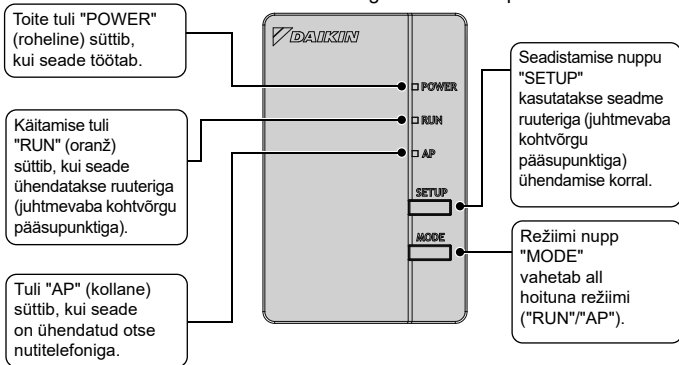 Toite tuli "POWER"
(roheline) süttib,
kui seade töötab.
Käitamise tuli
"RUN" (oranž)
süttib, kui seade
ühendatakse ruuteriga
(juhtmevaba kohtvõrgu
pääsupunktiga).
Tuli "AP" (kollane)
süttib, kui seade
on ühendatud otse
nutitelefoniga.
DAIKIN
POWER
RUN
AP
SETUP
MODE
Seadistamise nuppu
"SETUP"
kasutatakse seadme
ruuteriga (juhtmevaba
kohtvõrgu
pääsupunktiga)
ühendamise korral.
Režiimi nupp
"MODE"
vahetab all
hoituna režiimi
("RUN"/"AP").